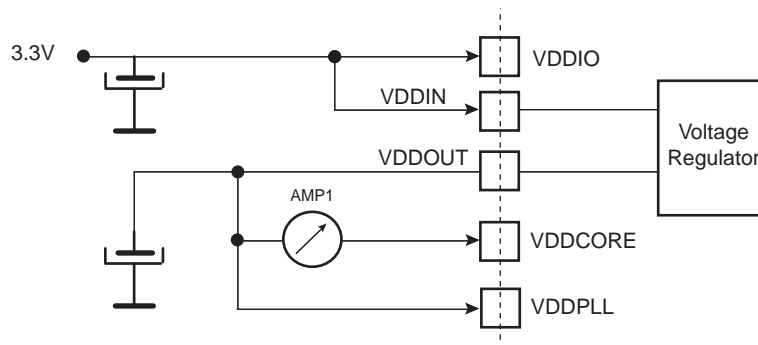 3.3V
VDDIO
VDDIN
Voltage
Regulator
VDDOUT
AMP1
VDDCORE
VDDPLL